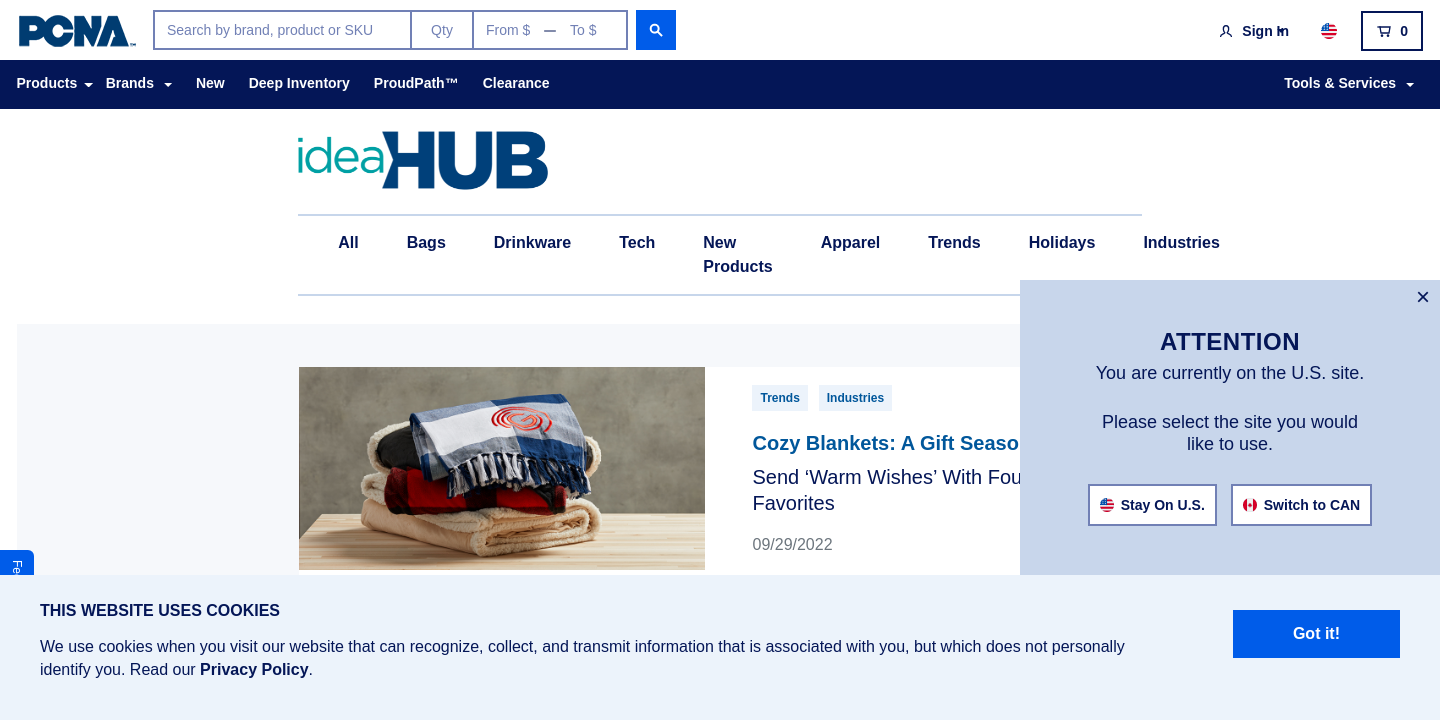 PCNA
Search by brand, product or SKU Qty From $ — To $
Sign In
0
Products Brands New Deep Inventory ProudPath™ Clearance Tools & Services
ideaHUB
All Bags Drinkware Tech New Products Apparel Trends Holidays Industries
×
ATTENTION
You are currently on the U.S. site.
Please select the site you would
like to use.
Stay On U.S. Switch to CAN
Trends Industries
Cozy Blankets: A Gift Seaso
Send ‘Warm Wishes’ With Fou
Favorites
09/29/2022
Fe
THIS WEBSITE USES COOKIES
We use cookies when you visit our website that can recognize, collect, and transmit information that is associated with you, but which does not personally
identify you. Read our Privacy Policy.
Got it!